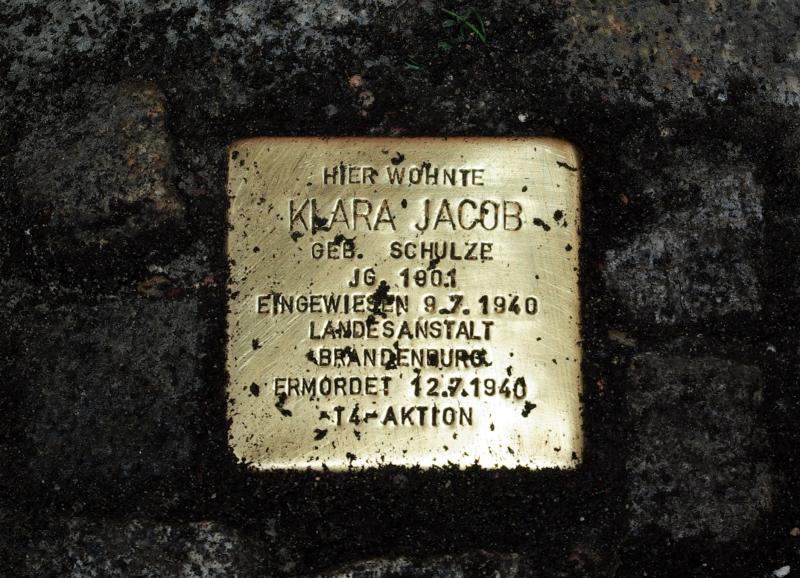 HIER WOHNTE
KLARA JACOB
GEB. SCHULZE
JG. 1901
EINGEWIESEN 9.7.1940
LANDESANSTALT
BRANDENBURG
ERMORDET 12.7.1940
T4-AKTION